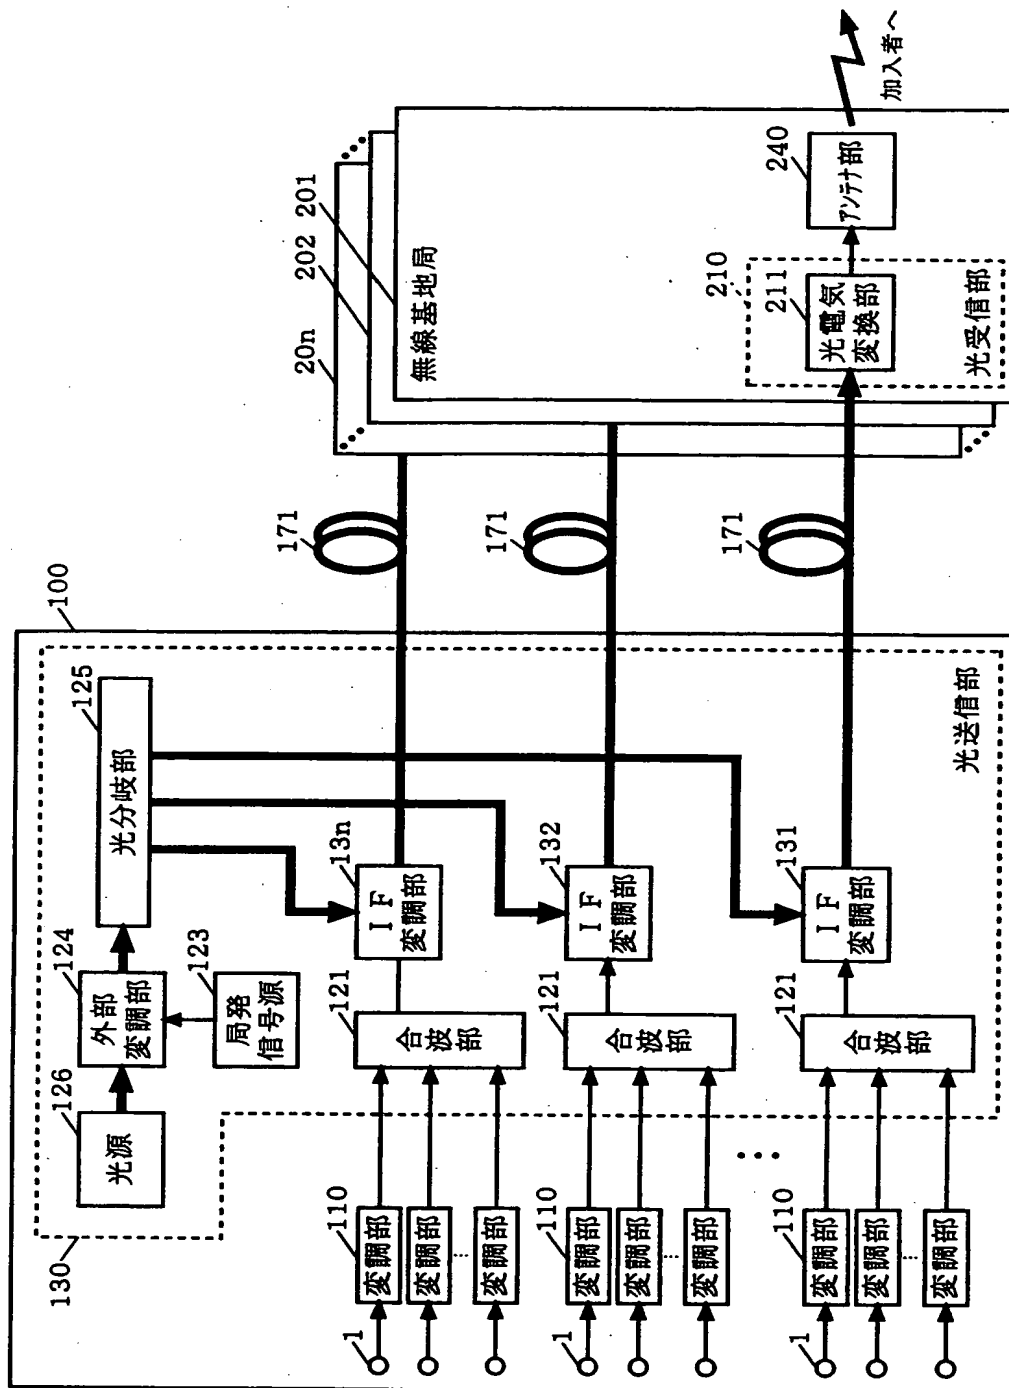 100
130
126
光源
124
外部
変調部
123
局発
信号源
125
光分岐部
1
110
変調部
変調部
変調部
121
合波部
13n
IF
変調部
171
20n
202
201
無線基地局
1
110
変調部
変調部
変調部
121
合波部
132
IF
変調部
171
1
110
変調部
変調部
変調部
121
合波部
131
IF
変調部
171
210
211
光電気
変換部
光受信部
240
アンテナ部
加入者へ
光送信部